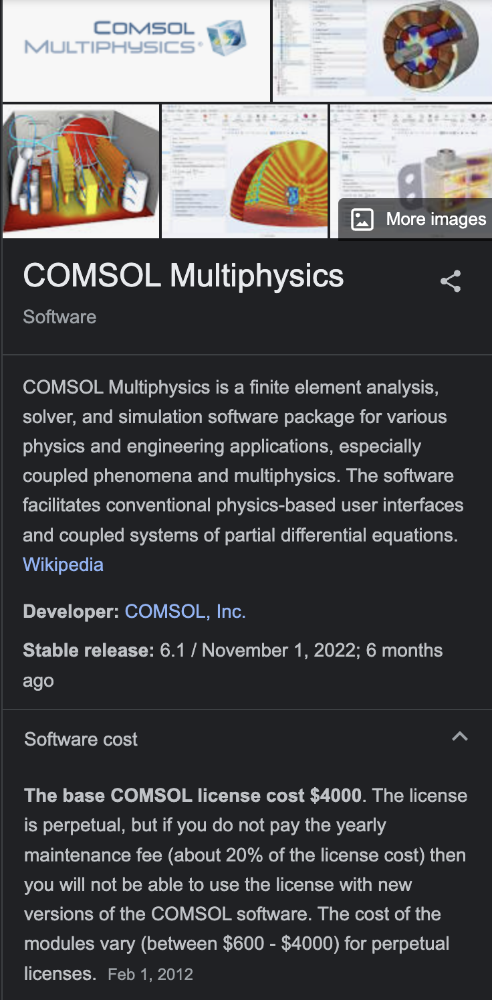 COMSOL
MULTIPHYSICS®
More images
COMSOL Multiphysics
Software
COMSOL Multiphysics is a finite element analysis,
solver, and simulation software package for various
physics and engineering applications, especially
coupled phenomena and multiphysics. The software
facilitates conventional physics-based user interfaces
and coupled systems of partial differential equations.
Wikipedia
Developer: COMSOL, Inc.
Stable release: 6.1 / November 1, 2022; 6 months
ago
Software cost
The base COMSOL license cost $4000. The license
is perpetual, but if you do not pay the yearly
maintenance fee (about 20% of the license cost) then
you will not be able to use the license with new
versions of the COMSOL software. The cost of the
modules vary (between $600 - $4000) for perpetual
licenses. Feb 1, 2012